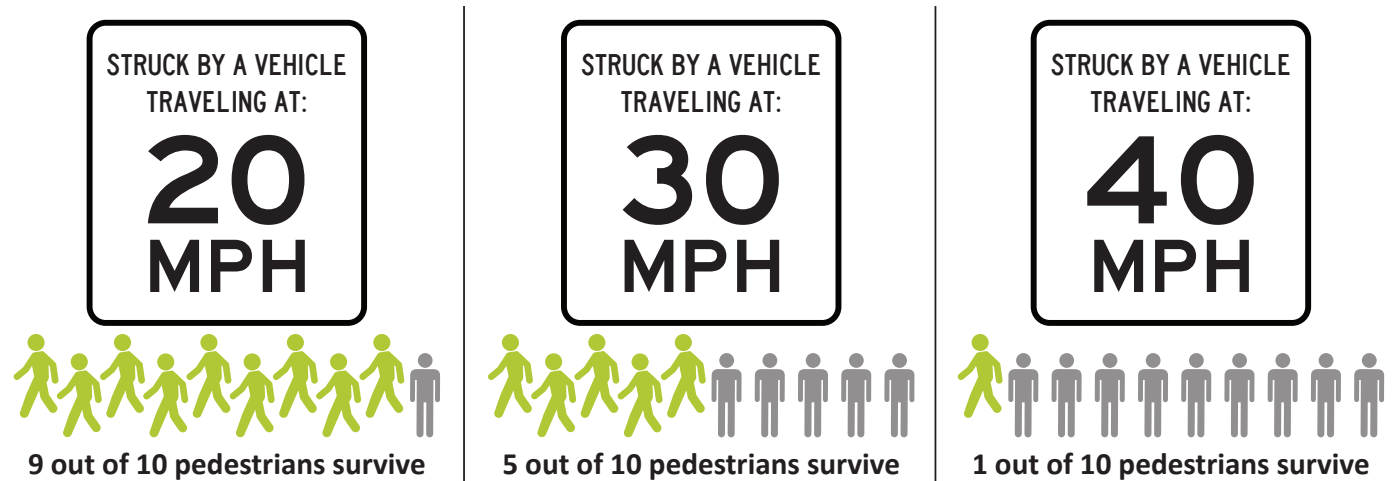 STRUCK BY A VEHICLE
TRAVELING AT:
20
MPH
9 out of 10 pedestrians survive
STRUCK BY A VEHICLE
TRAVELING AT:
30
MPH
5 out of 10 pedestrians survive
STRUCK BY A VEHICLE
TRAVELING AT:
40
MPH
1 out of 10 pedestrians survive